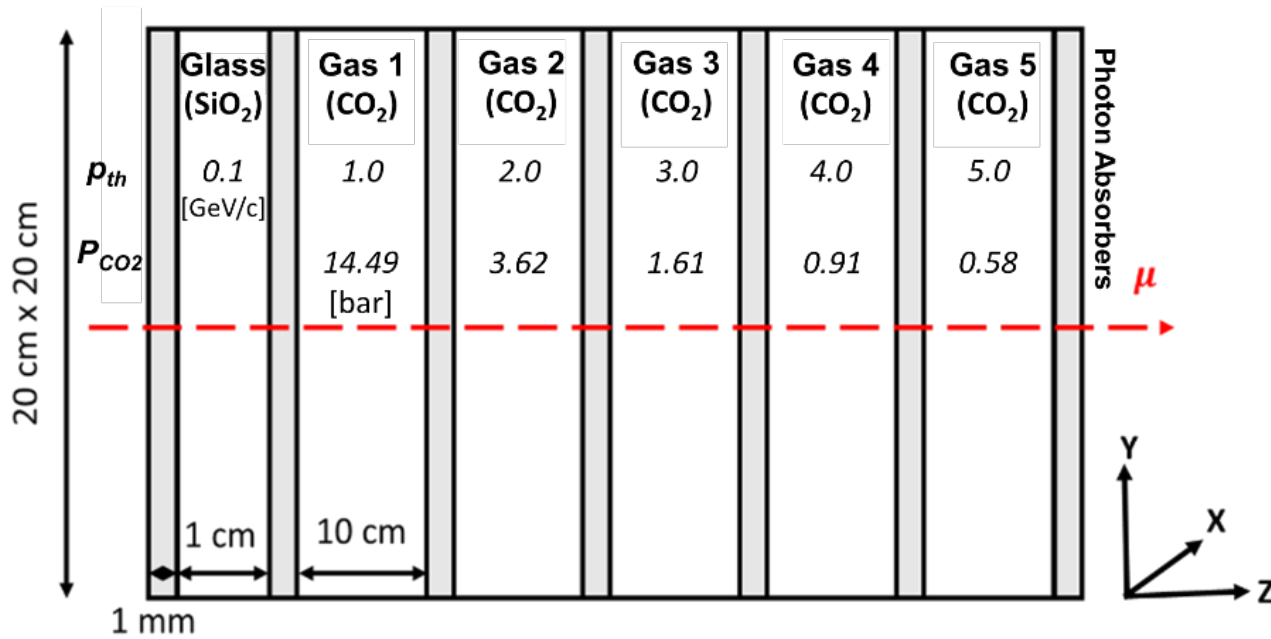 Glass
(SiO₂)
Gas 1
(CO₂)
Gas 2
(CO₂)
Gas 3
(CO₂)
Gas 4
(CO₂)
Gas 5
(CO₂)
Photon Absorbers
pth 0.1 1.0 2.0 3.0 4.0 5.0
[GeV/c]
PCO2 14.49 3.62 1.61 0.91 0.58
[bar]
μ
20 cm x 20 cm
1 cm
10 cm
1 mm
Y
X
Z